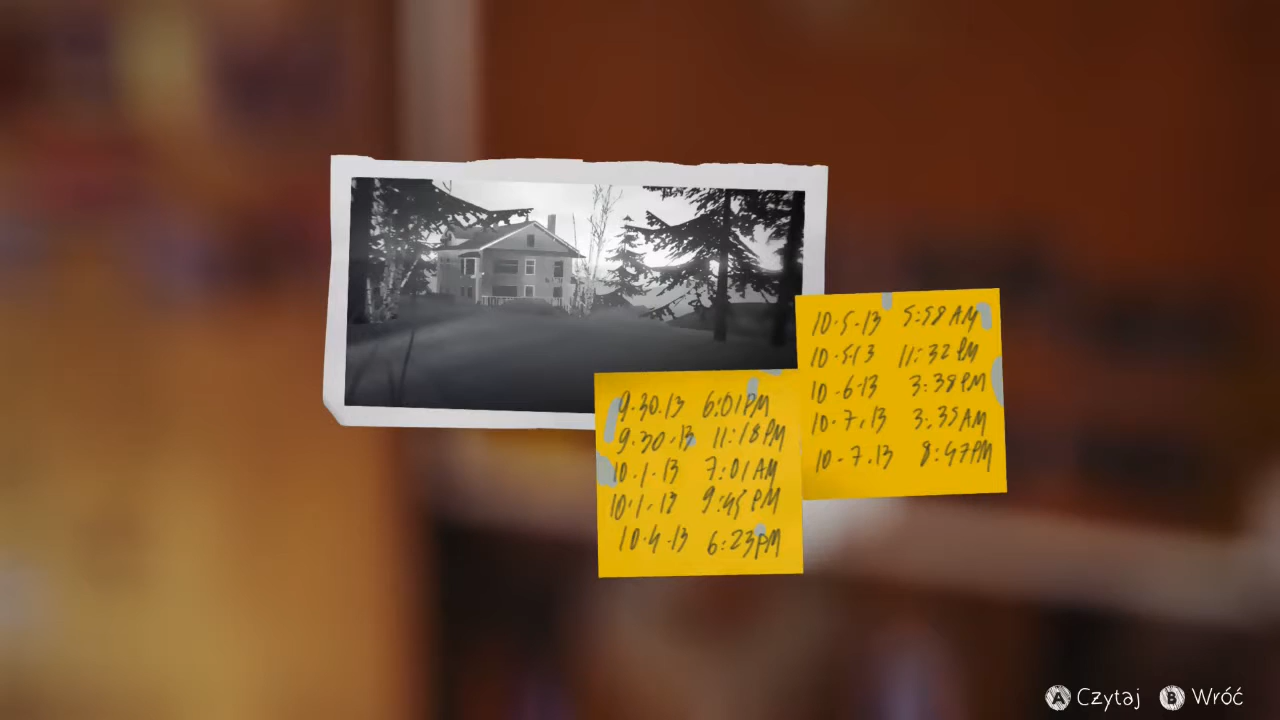 9.30.13 6:01PM
9.30.13 11:18PM
10.1.13 7:01AM
10.1.13 9:45PM
10.4.13 6:23PM
10.5.13 5:58AM
10.5.13 11:32PM
10.6.13 3:38PM
10.7.13 3:35AM
10.7.13 8:47PM
A Czytaj B Wróć